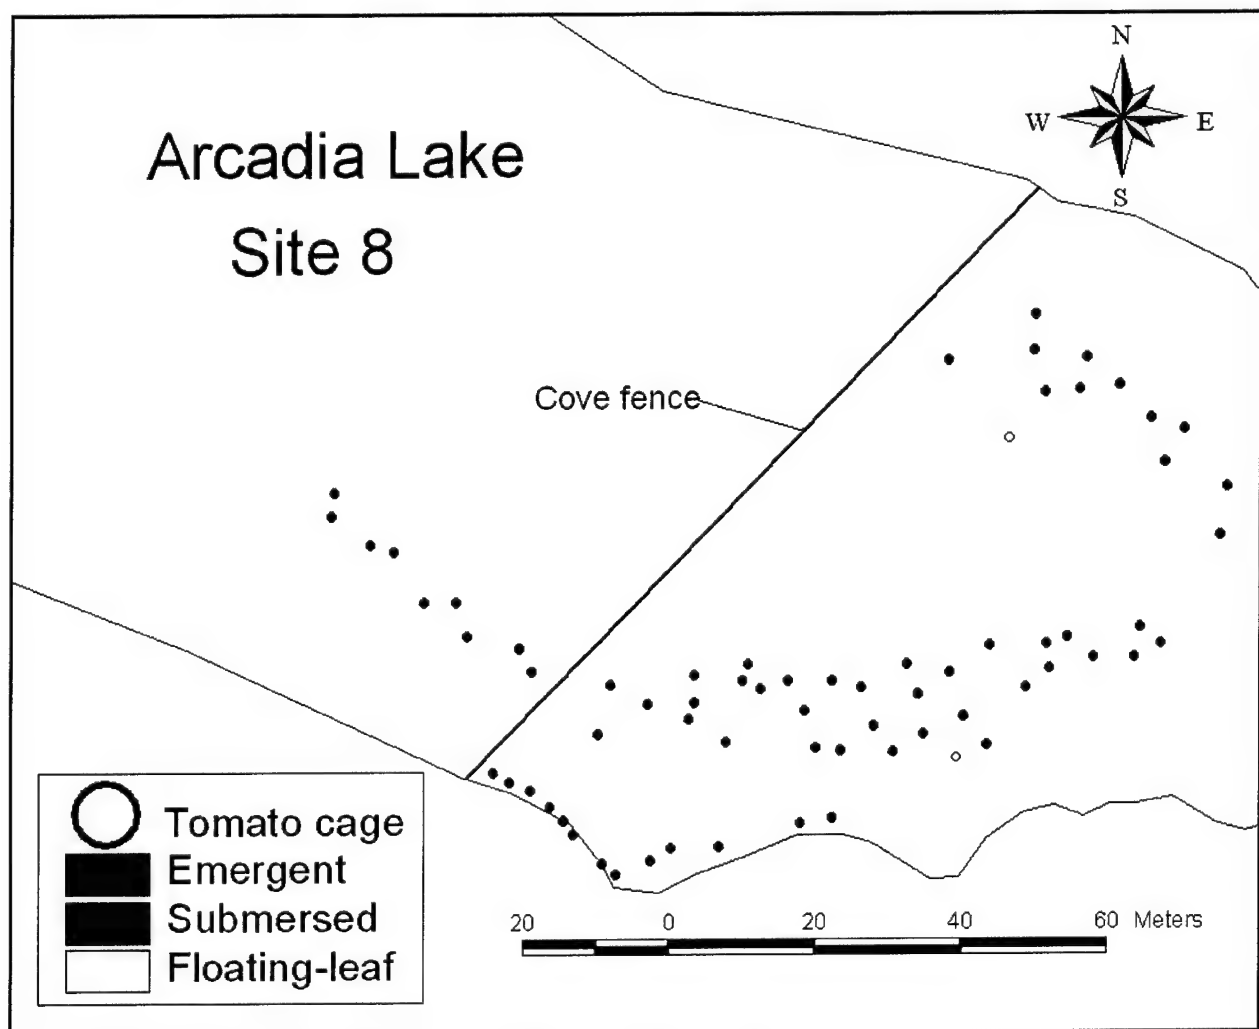 N
W E
S
Arcadia Lake
Site 8
Cove fence
Tomato cage
Emergent
Submersed
Floating-leaf
20 0 20 40 60 Meters